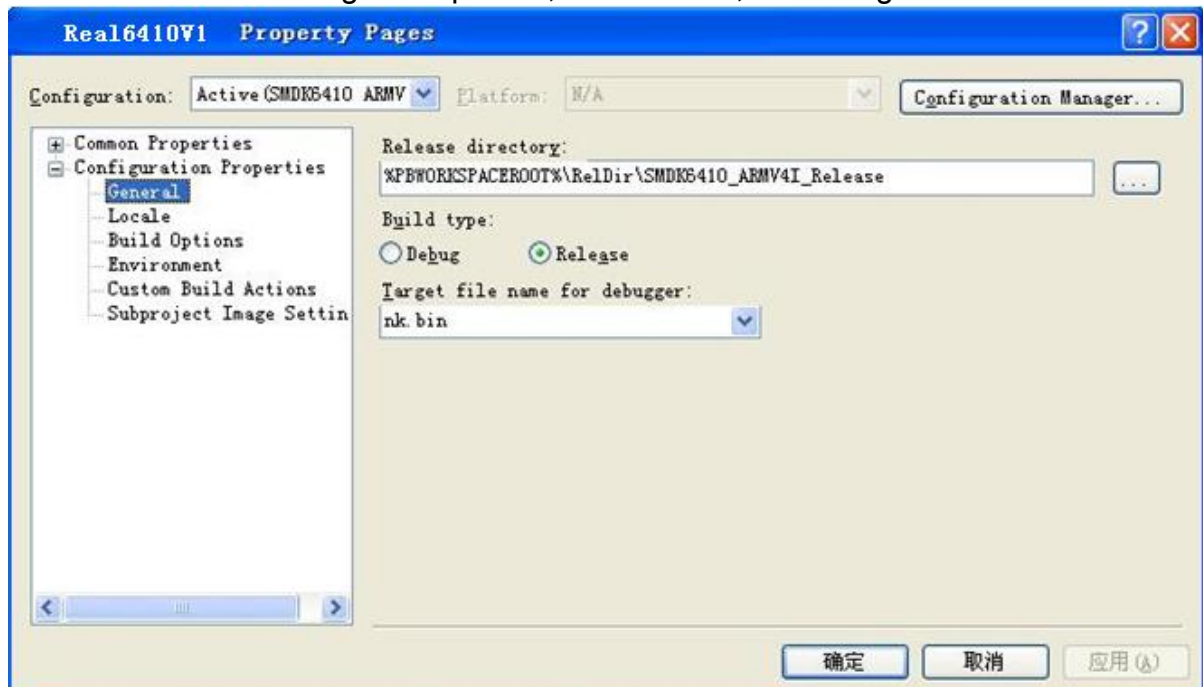 Real6410V1 Property Pages
Configuration: Active(SMDK6410 ARMV Platform: N/A Configuration Manager...
Common Properties
Configuration Properties
General
Locale
Build Options
Environment
Custom Build Actions
Subproject Image Settin
Release directory:
%PBWORKSPACEROOT%\RelDir\SMDK6410_ARMV4I_Release
...
Build type:
Debug Release
Target file name for debugger:
nk.bin
确定 取消 应用(A)